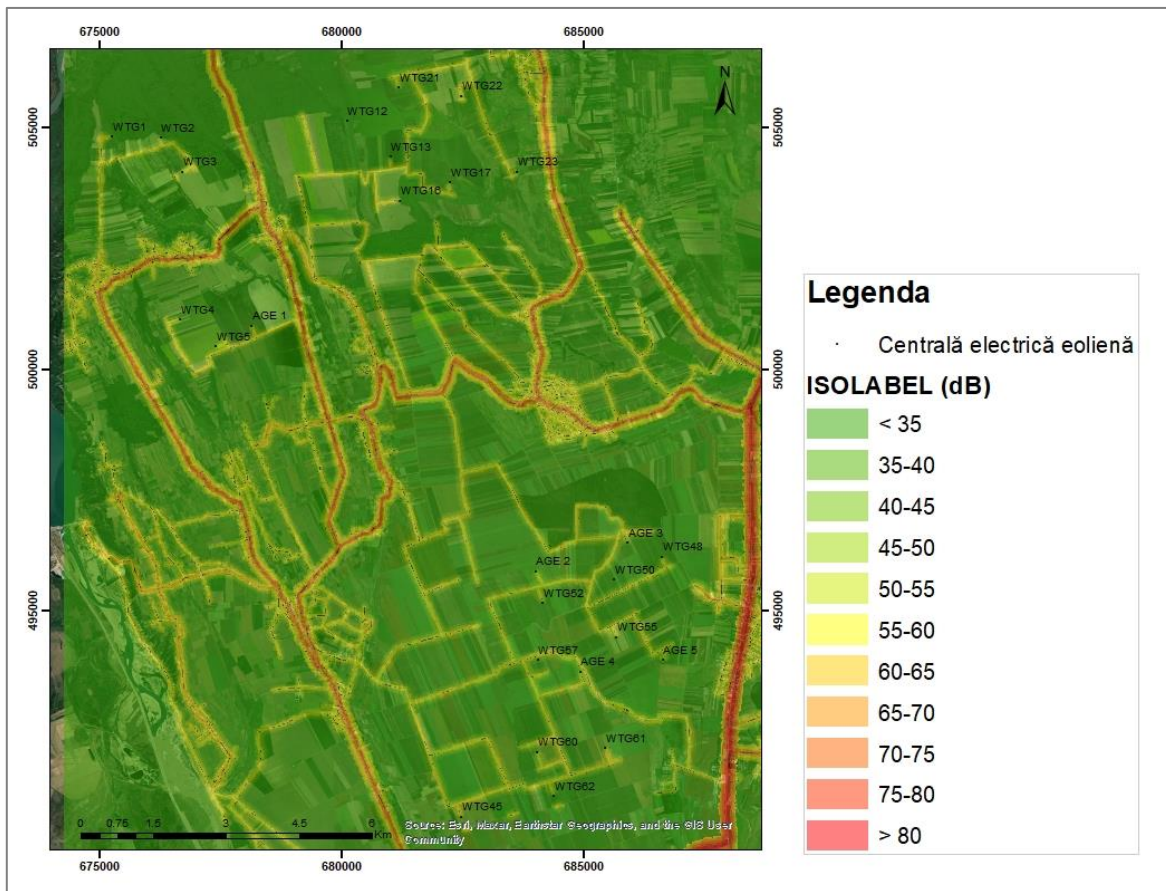 675000
680000
685000
N
WTG21
WTG22
WTG12
WTG1
WTG2
WTG13
WTG3
WTG17
WTG23
WTG16
505000
505000
WTG4
AGE 1
WTG5
500000
500000
AGE 3
WTG48
AGE 2
WTG50
WTG52
WTG55
WTG57
AGE 4
AGE 5
495000
495000
WTG60
WTG61
WTG62
WTG45
0 0.75 1.5 3 4.5 6
Km
Source: Esri, Maxar, Earthstar Geographics, and the GIS User
Community
675000
680000
685000
Legenda
Centrală electrică eolienă
ISOLABEL (dB)
< 35
35-40
40-45
45-50
50-55
55-60
60-65
65-70
70-75
75-80
> 80